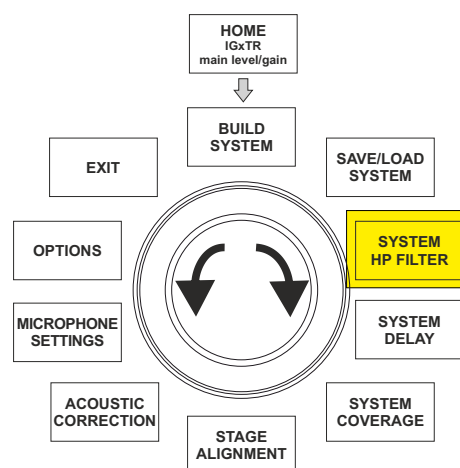 HOME
IGxTR
main level/gain
BUILD
SYSTEM
EXIT
SAVE/LOAD
SYSTEM
OPTIONS
SYSTEM
HP FILTER
MICROPHONE
SETTINGS
SYSTEM
DELAY
ACOUSTIC
CORRECTION
SYSTEM
COVERAGE
STAGE
ALIGNMENT